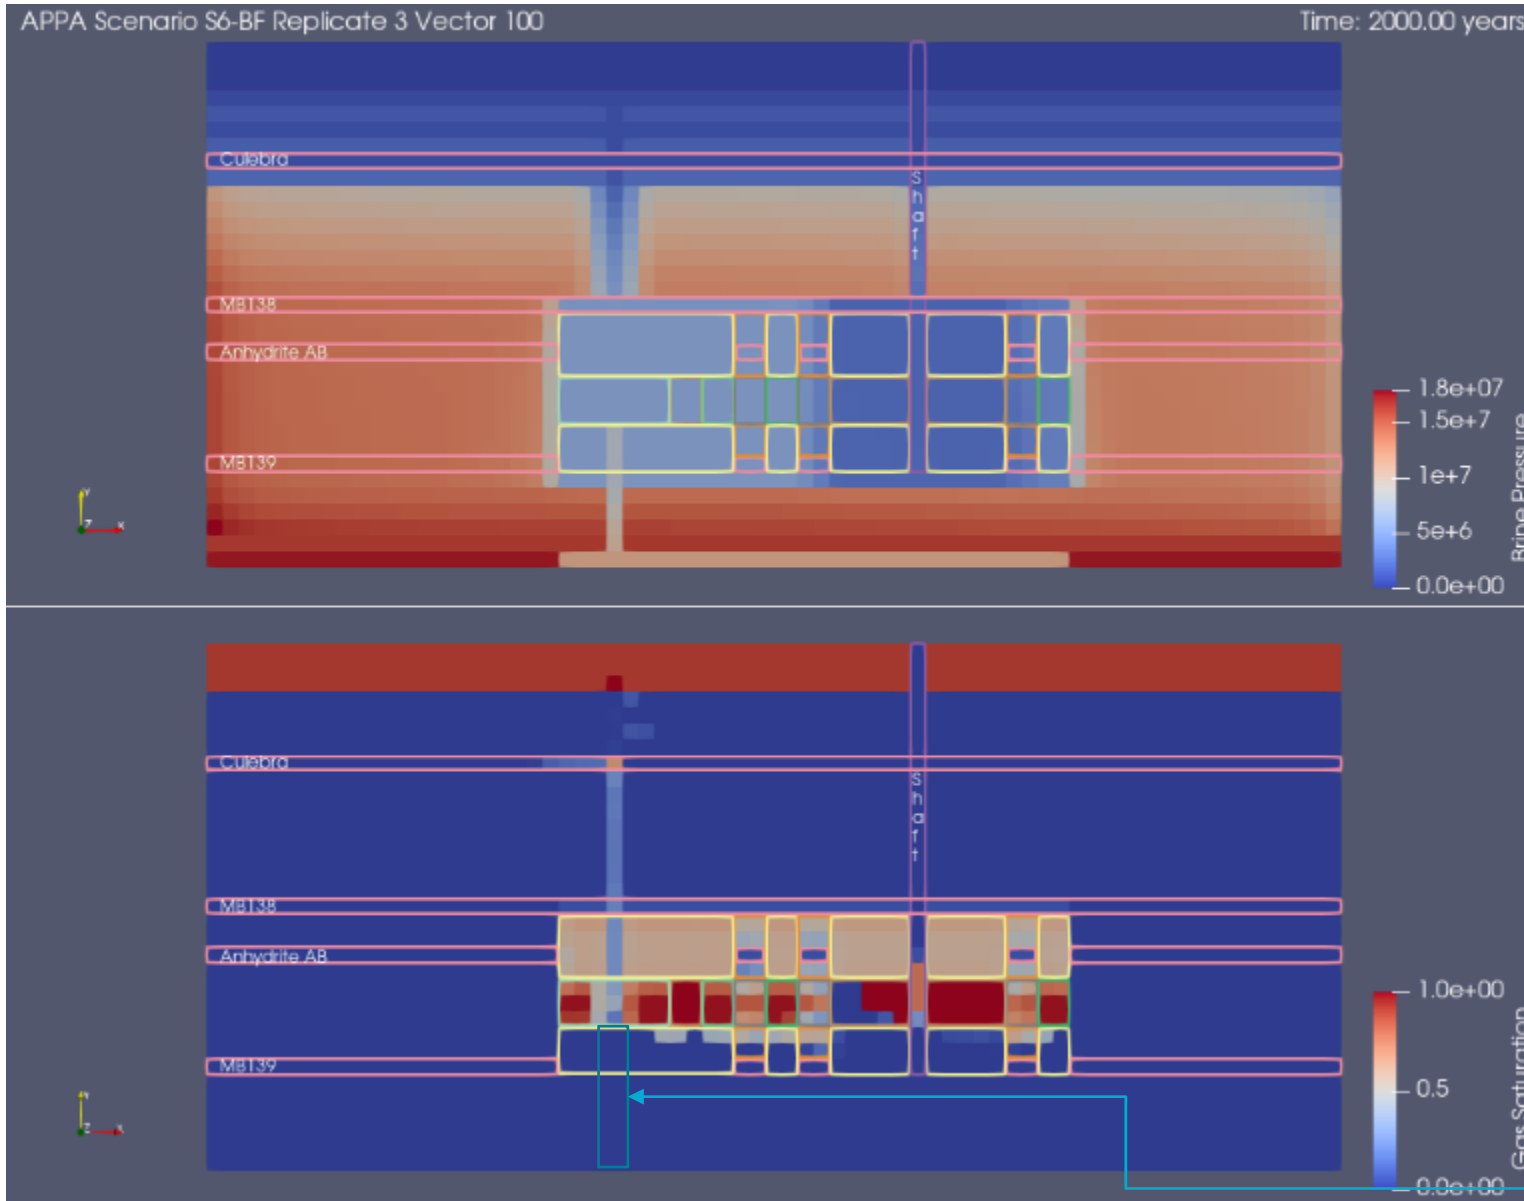 APPA Scenario S6-BF Replicate 3 Vector 100
Time: 2000.00 years
Culebra
Shaft
MB138
Anhydrite AB
MB139
Y
Z
X
1.8e+07
1.5e+7
1e+7
5e+6
0.0e+00
Brine Pressure
Culebra
Shaft
MB138
Anhydrite AB
MB139
Y
Z
X
1.0e+00
0.5
0.0e+00
Gas Saturation